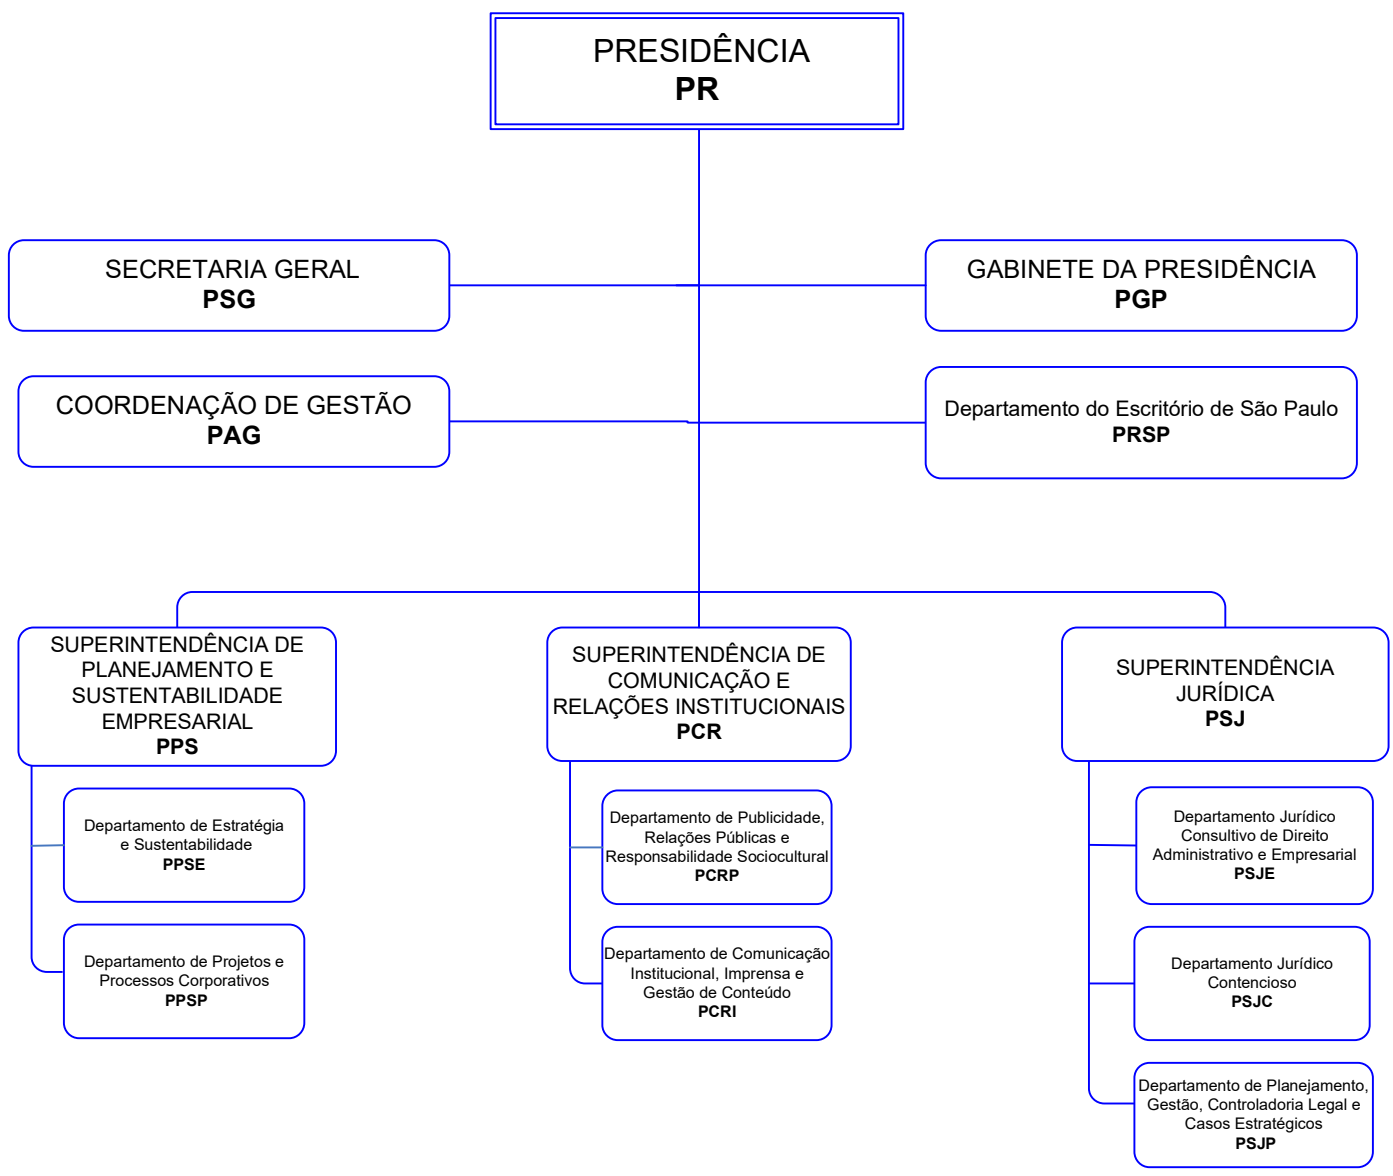 PRESIDÊNCIA
PR
SECRETARIA GERAL
PSG
GABINETE DA PRESIDÊNCIA
PGP
COORDENAÇÃO DE GESTÃO
PAG
Departamento do Escritório de São Paulo
PRSP
SUPERINTENDÊNCIA DE
PLANEJAMENTO E
SUSTENTABILIDADE
EMPRESARIAL
PPS
Departamento de Estratégia
e Sustentabilidade
PPSE
Departamento de Projetos e
Processos Corporativos
PPSP
SUPERINTENDÊNCIA DE
COMUNICAÇÃO E
RELAÇÕES INSTITUCIONAIS
PCR
Departamento de Publicidade,
Relações Públicas e
Responsabilidade Sociocultural
PCRP
Departamento de Comunicação
Institucional, Imprensa e
Gestão de Conteúdo
PCRI
SUPERINTENDÊNCIA
JURÍDICA
PSJ
Departamento Jurídico
Consultivo de Direito
Administrativo e Empresarial
PSJE
Departamento Jurídico
Contencioso
PSJC
Departamento de Planejamento,
Gestão, Controladoria Legal e
Casos Estratégicos
PSJP